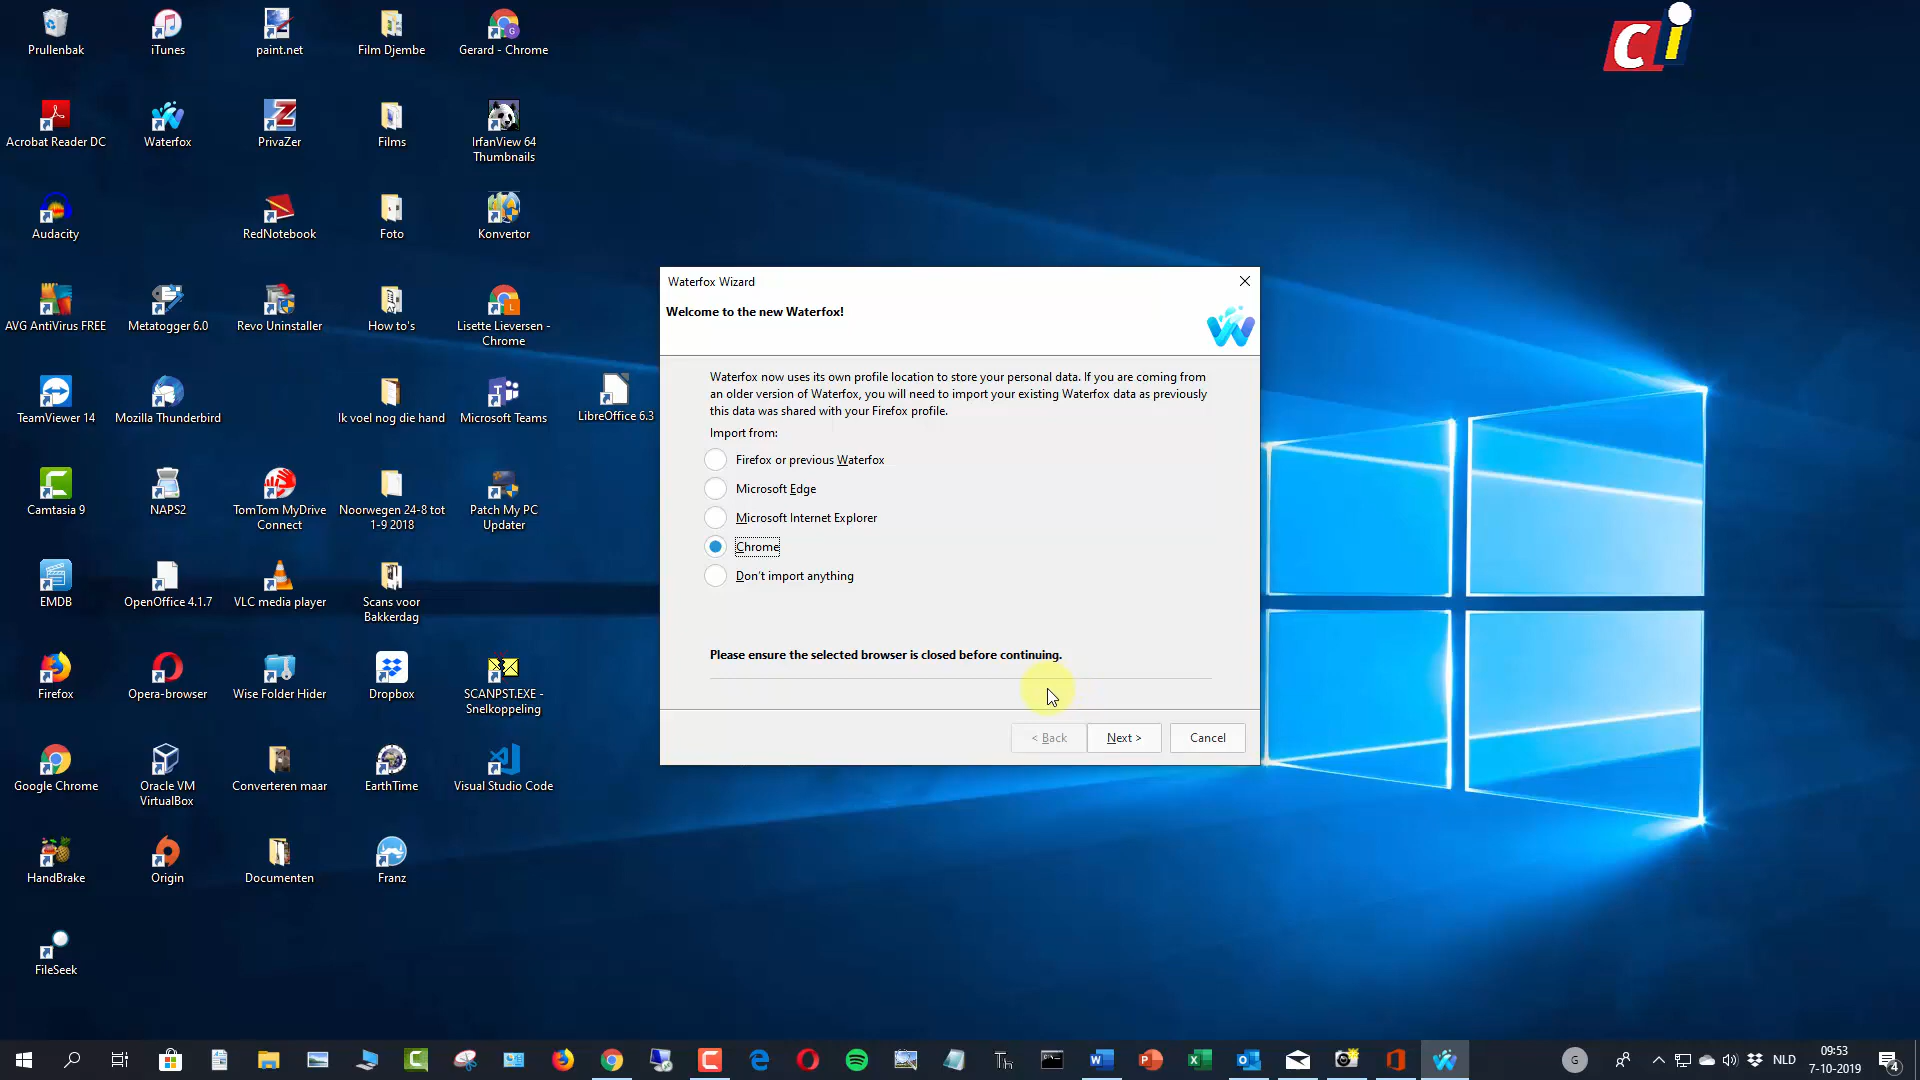 Prullenbak
iTunes
paint.net
Film Djembe
Gerard - Chrome
Ci
Acrobat Reader DC
Waterfox
PrivaZer
Films
IrfanView 64
Thumbnails
Audacity
RedNotebook
Foto
Konvertor
AVG AntiVirus FREE
Metatogger 6.0
Revo Uninstaller
How to's
Lisette Lieversen -
Chrome
TeamViewer 14
Mozilla Thunderbird
Ik voel nog die hand
Microsoft Teams
LibreOffice 6.3
Camtasia 9
NAPS2
TomTom MyDrive
Connect
Noorwegen 24-8 tot
1-9 2018
Patch My PC
Updater
EMDB
OpenOffice 4.1.7
VLC media player
Scans voor
Bakkerdag
Firefox
Opera-browser
Wise Folder Hider
Dropbox
SCANPST.EXE -
Snelkoppeling
Google Chrome
Oracle VM
VirtualBox
Converteren maar
EarthTime
Visual Studio Code
HandBrake
Origin
Documenten
Franz
FileSeek
Waterfox Wizard
Welcome to the new Waterfox!
Waterfox now uses its own profile location to store your personal data. If you are coming from
an older version of Waterfox, you will need to import your existing Waterfox data as previously
this data was shared with your Firefox profile.
Import from:
Firefox or previous Waterfox
Microsoft Edge
Microsoft Internet Explorer
Chrome
Don't import anything
Please ensure the selected browser is closed before continuing.
< Back
Next >
Cancel
G
NLD
09:53
7-10-2019
4